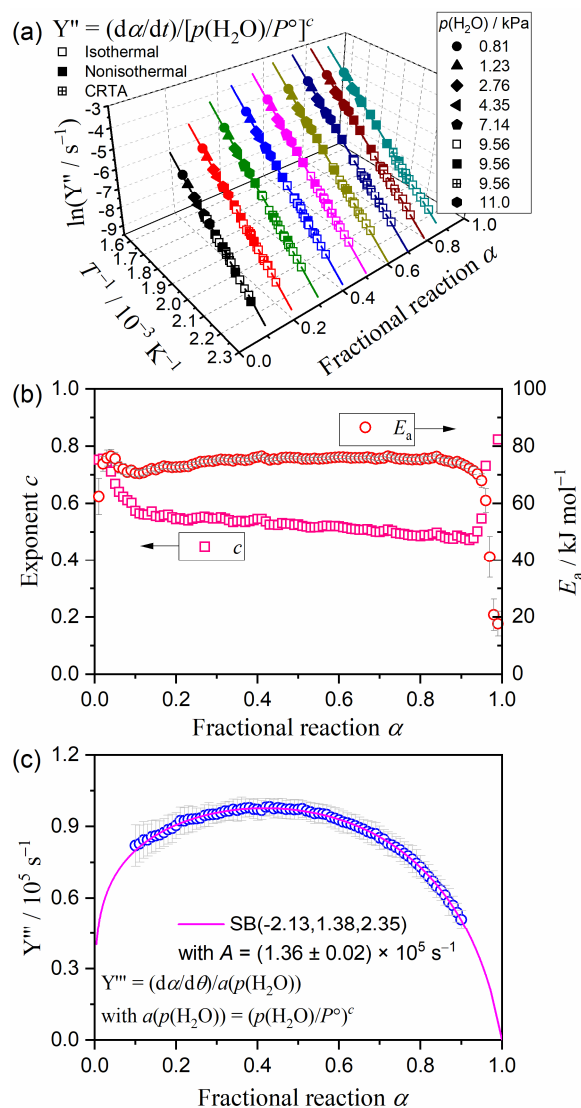 (a) Y'' = (dα/dt)/[p(H₂O)/P°]ᶜ
Isothermal
Nonisothermal
CRTA
p(H₂O) / kPa
0.81
1.23
2.76
4.35
7.14
9.56
9.56
9.56
11.0
ln(Y'' / s⁻¹)
-3
-4
-5
-6
-7
-8
-9
1.6
1.7
1.8
1.9
2.0
2.1
2.2
2.3
T⁻¹ / 10⁻³ K⁻¹
0.0
0.2
0.4
0.6
0.8
1.0
Fractional reaction α
(b)
1.0
0.8
0.6
0.4
0.2
0.0
Exponent c
Eₐ
c
100
80
60
40
20
0
Eₐ / kJ mol⁻¹
0.0 0.2 0.4 0.6 0.8 1.0
Fractional reaction α
(c)
1.2
0.9
0.6
0.3
0.0
Y''' / 10⁵ s⁻¹
SB(-2.13,1.38,2.35)
with A = (1.36 ± 0.02) × 10⁵ s⁻¹
Y''' = (dα/dθ)/a(p(H₂O))
with a(p(H₂O)) = (p(H₂O)/P°)ᶜ
0.0 0.2 0.4 0.6 0.8 1.0
Fractional reaction α